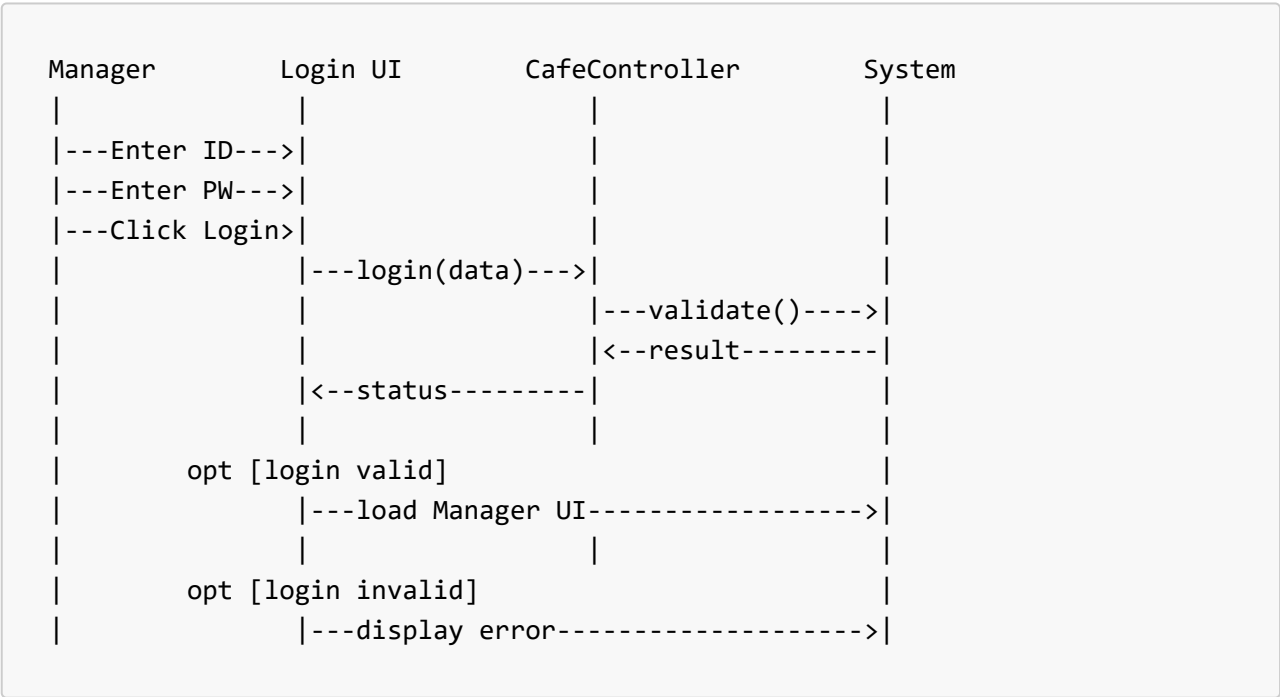 Manager        Login UI        CafeController        System
|               |                  |                  |
|---Enter ID--->|                  |                  |
|---Enter PW--->|                  |                  |
|---Click Login>|                  |                  |
|               |---login(data)--->|                  |
|               |                  |---validate()---->|
|               |                  |<--result---------|
|               |<--status---------|                  |
|               |                  |                  |
|        opt [login valid]                            |
|               |---load Manager UI------------------>|
|               |                  |                  |
|        opt [login invalid]                          |
|               |---display error-------------------->|